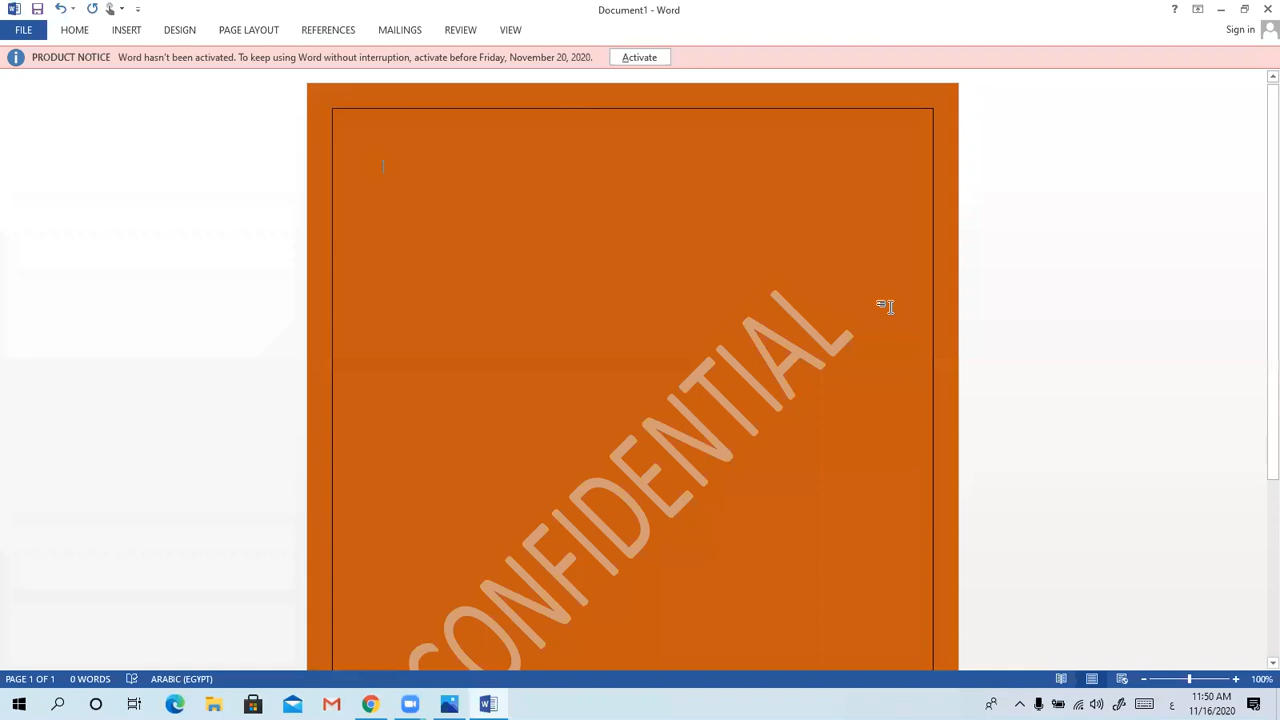 Document1 - Word
FILE HOME INSERT DESIGN PAGE LAYOUT REFERENCES MAILINGS REVIEW VIEW Sign in
PRODUCT NOTICE Word hasn't been activated. To keep using Word without interruption, activate before Friday, November 20, 2020. Activate
CONFIDENTIAL
PAGE 1 OF 1 0 WORDS ARABIC (EGYPT) 100%
11:50 AM
ع
11/16/2020